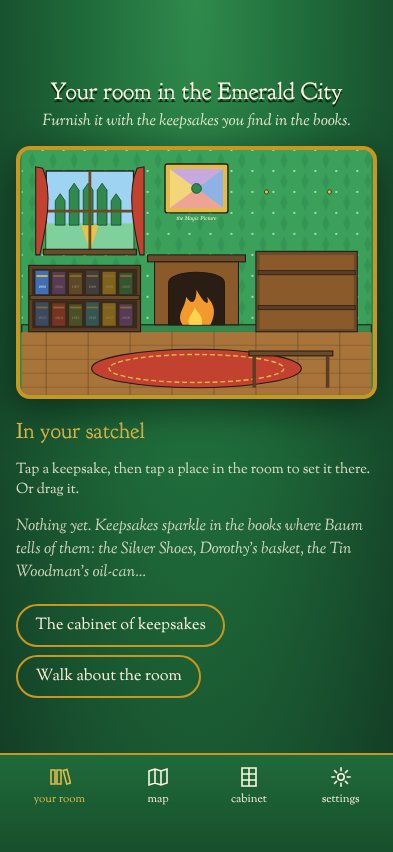 Your room in the Emerald City
Furnish it with the keepsakes you find in the books.
the Magic Picture
In your satchel
Tap a keepsake, then tap a place in the room to set it there.
Or drag it.
Nothing yet. Keepsakes sparkle in the books where Baum
tells of them: the Silver Shoes, Dorothy's basket, the Tin
Woodman's oil-can...
The cabinet of keepsakes
Walk about the room
your room
map
cabinet
settings